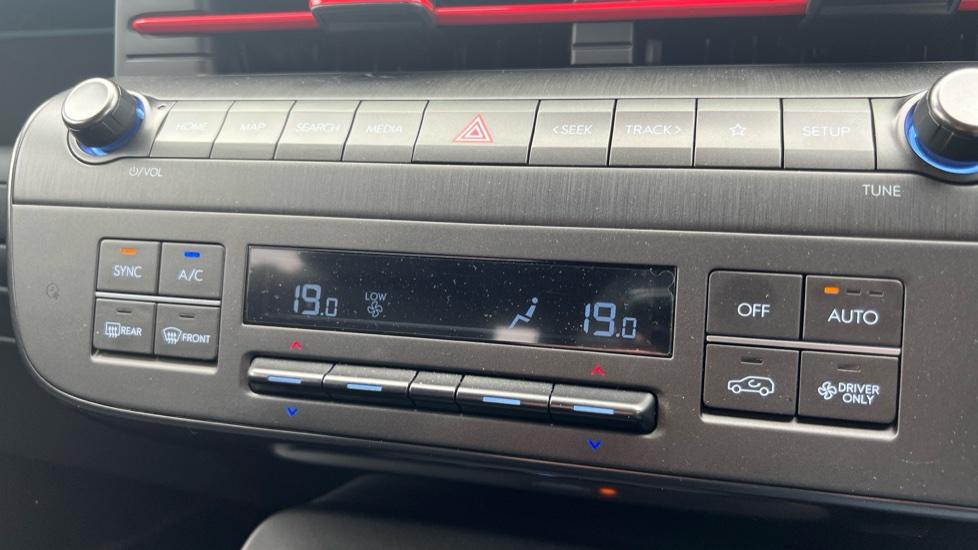 HOME MAP SEARCH MEDIA < SEEK TRACK > SETUP
⏻/VOL
TUNE
SYNC A/C
REAR FRONT
19.0 LOW 19.0
OFF AUTO
DRIVER
ONLY